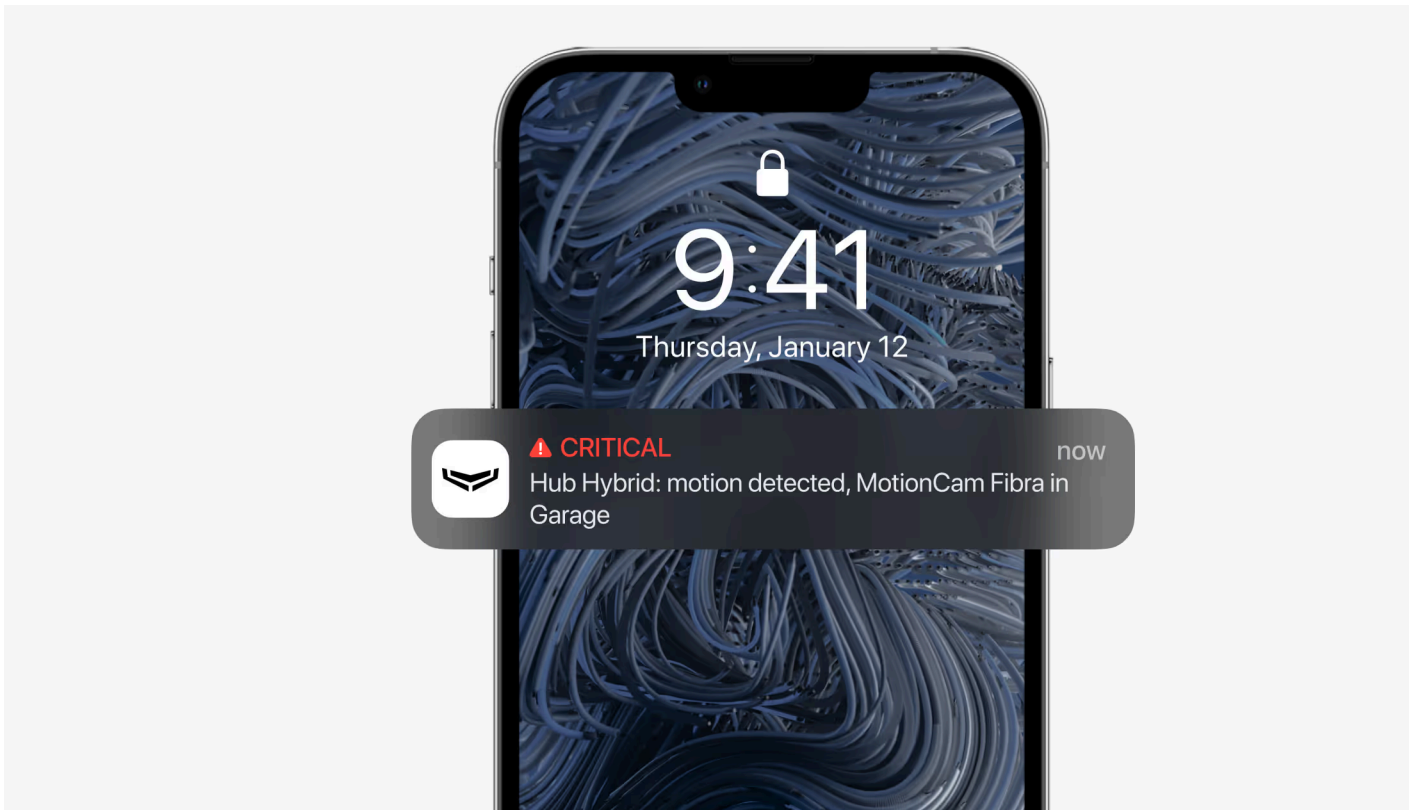 9:41
Thursday, January 12
CRITICAL
now
Hub Hybrid: motion detected, MotionCam Fibra in
Garage